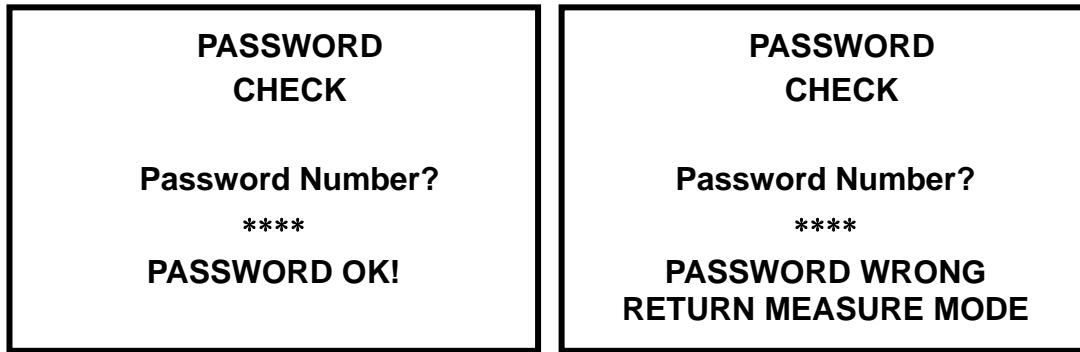 PASSWORD
CHECK
Password Number?
****
PASSWORD OK!
PASSWORD
CHECK
Password Number?
****
PASSWORD WRONG
RETURN MEASURE MODE